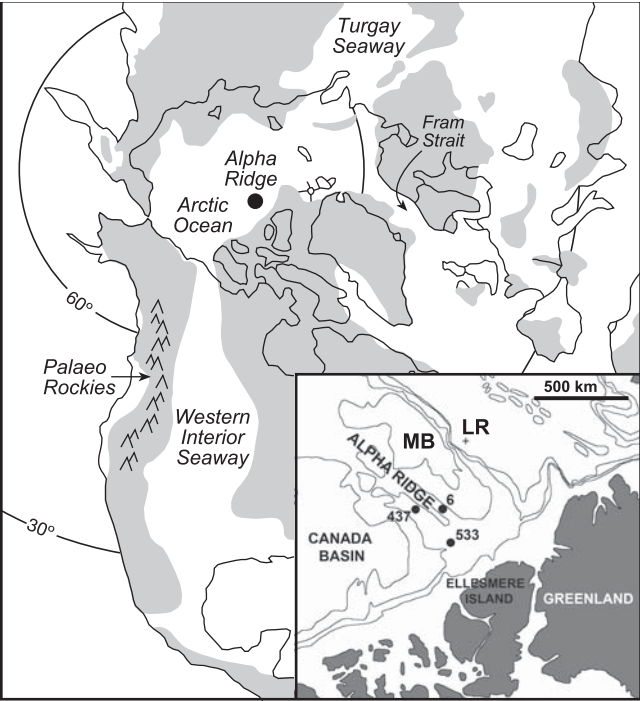 Turgay
Seaway
Fram
Strait
Alpha
Ridge
Arctic
Ocean
60°
Palaeo
Rockies
Western
Interior
Seaway
30°
500 km
LR
MB
ALPHA RIDGE
6
437
533
CANADA
BASIN
ELLESMERE
ISLAND
GREENLAND